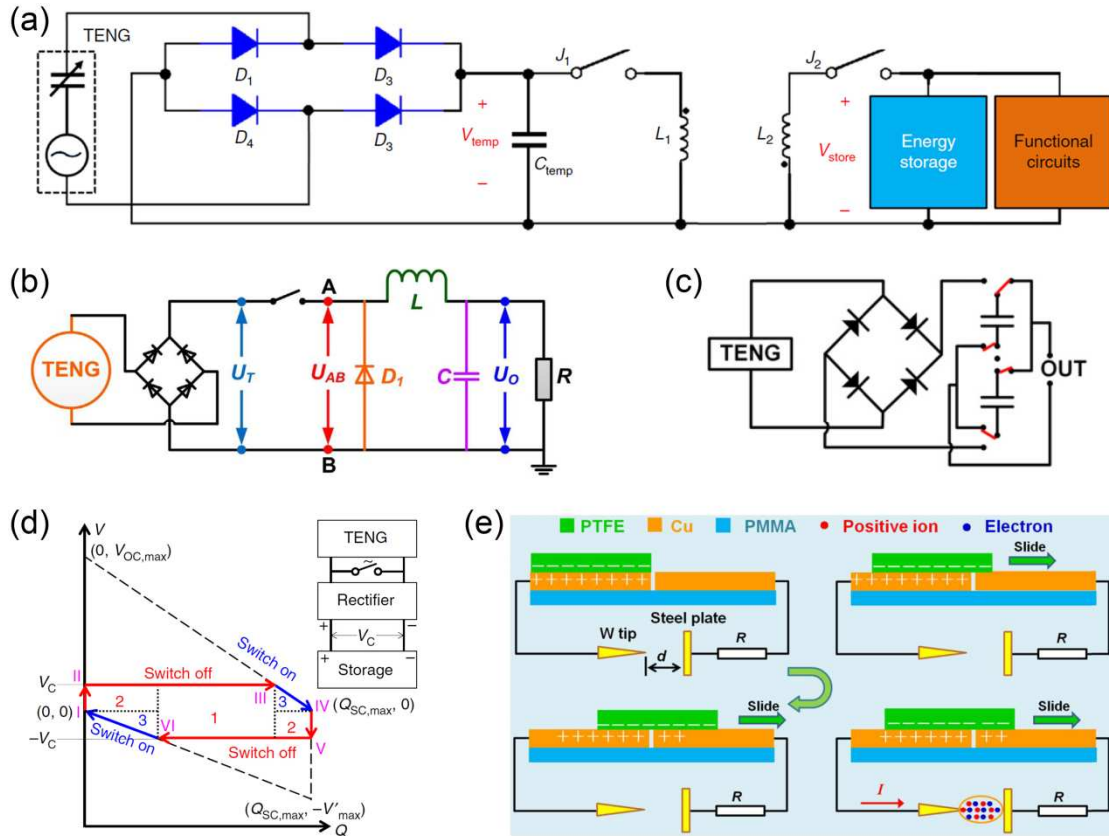 (a)
TENG
D1
D3
D4
D3
+
Vtemp
−
Ctemp
J1
L1
L2
J2
+
Vstore
−
Energy
storage
Functional
circuits
(b)
TENG
UT
A
UAB
B
D1
L
C
UO
R
(c)
TENG
OUT
(d)
V
(0, VOC,max)
TENG
~
Rectifier
+ −
VC
+ −
Storage
Switch on
II
VC
Switch off
III
IV
(QSC,max, 0)
2
3
(0, 0)
I
1
3
2
VI
V
−VC
Switch on
Switch off
(QSC,max, −V′max)
Q
(e)
PTFE Cu PMMA Positive ion Electron
Slide
− − − − − − − −
+ + + + + + + +
Steel plate
W tip
d
R
− − − − − − − −
+ + + + + + + +
R
Slide
− − − − − − − −
+ + + + + + + +
R
Slide
− − − − − − − −
+ + + + + + + +
I
R